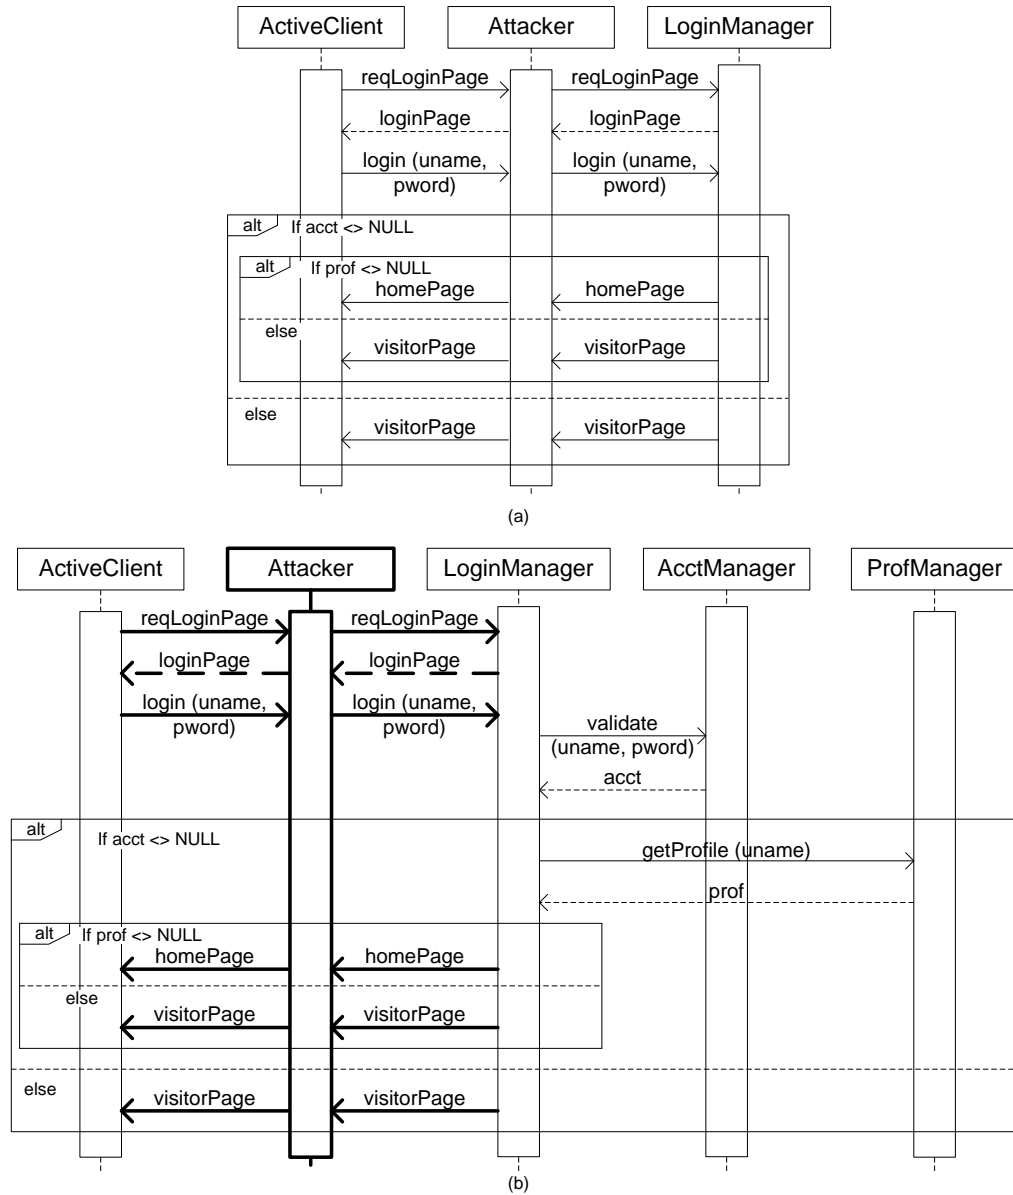 ActiveClient Attacker LoginManager
reqLoginPage reqLoginPage
loginPage loginPage
login (uname, login (uname,
pword) pword)
alt If acct <> NULL
alt If prof <> NULL
homePage homePage
else
visitorPage visitorPage
else
visitorPage visitorPage
(a)
ActiveClient Attacker LoginManager AcctManager ProfManager
reqLoginPage reqLoginPage
loginPage loginPage
login (uname, login (uname,
pword) pword)
validate
(uname, pword)
acct
alt If acct <> NULL
getProfile (uname)
prof
alt If prof <> NULL
homePage homePage
else
visitorPage visitorPage
else
visitorPage visitorPage
(b)